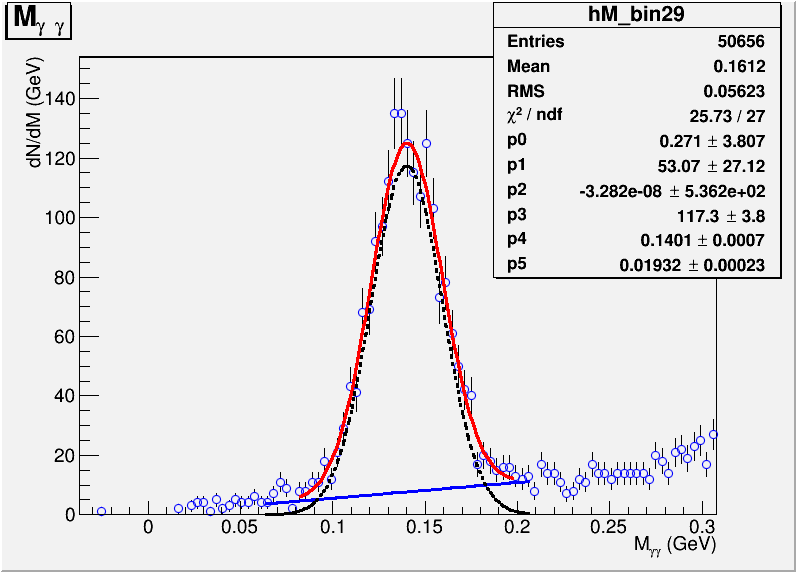 M γ γ
hM_bin29
Entries 50656
Mean 0.1612
RMS 0.05623
χ² / ndf 25.73 / 27
p0 0.271 ± 3.807
p1 53.07 ± 27.12
p2 -3.282e-08 ± 5.362e+02
p3 117.3 ± 3.8
p4 0.1401 ± 0.0007
p5 0.01932 ± 0.00023
dN/dM (GeV)
140
120
100
80
60
40
20
0
0 0.05 0.1 0.15 0.2 0.25 0.3
M γγ (GeV)